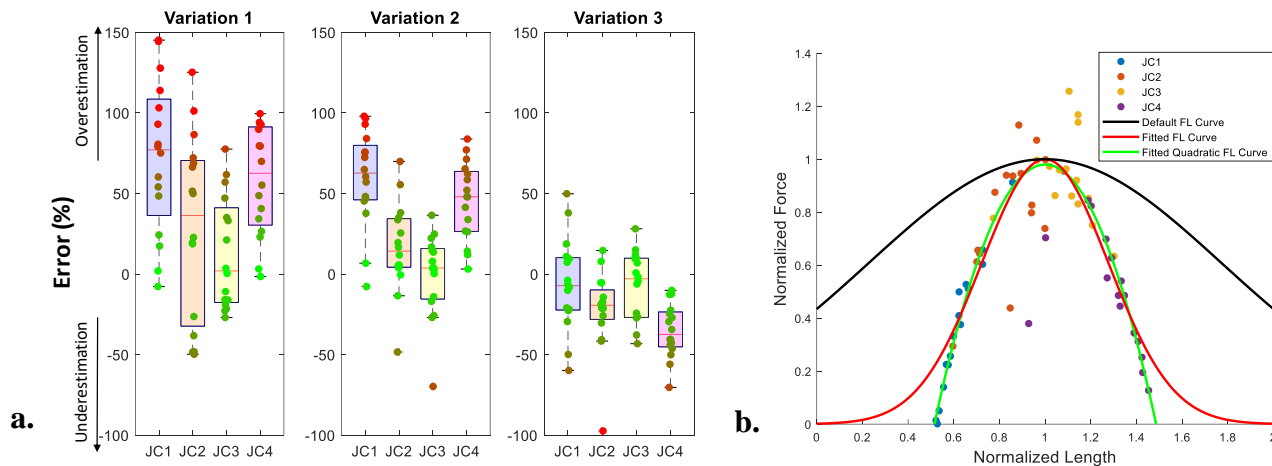 a.
Overestimation
Underestimation
Error (%)
Variation 1
150
100
50
0
-50
-100
JC1 JC2 JC3 JC4
Variation 2
150
100
50
0
-50
-100
JC1 JC2 JC3 JC4
Variation 3
150
100
50
0
-50
-100
JC1 JC2 JC3 JC4
b.
Normalized Force
1.4
1.2
1
0.8
0.6
0.4
0.2
0
0 0.2 0.4 0.6 0.8 1 1.2 1.4 1.6 1.8 2
Normalized Length
JC1
JC2
JC3
JC4
Default FL Curve
Fitted FL Curve
Fitted Quadratic FL Curve